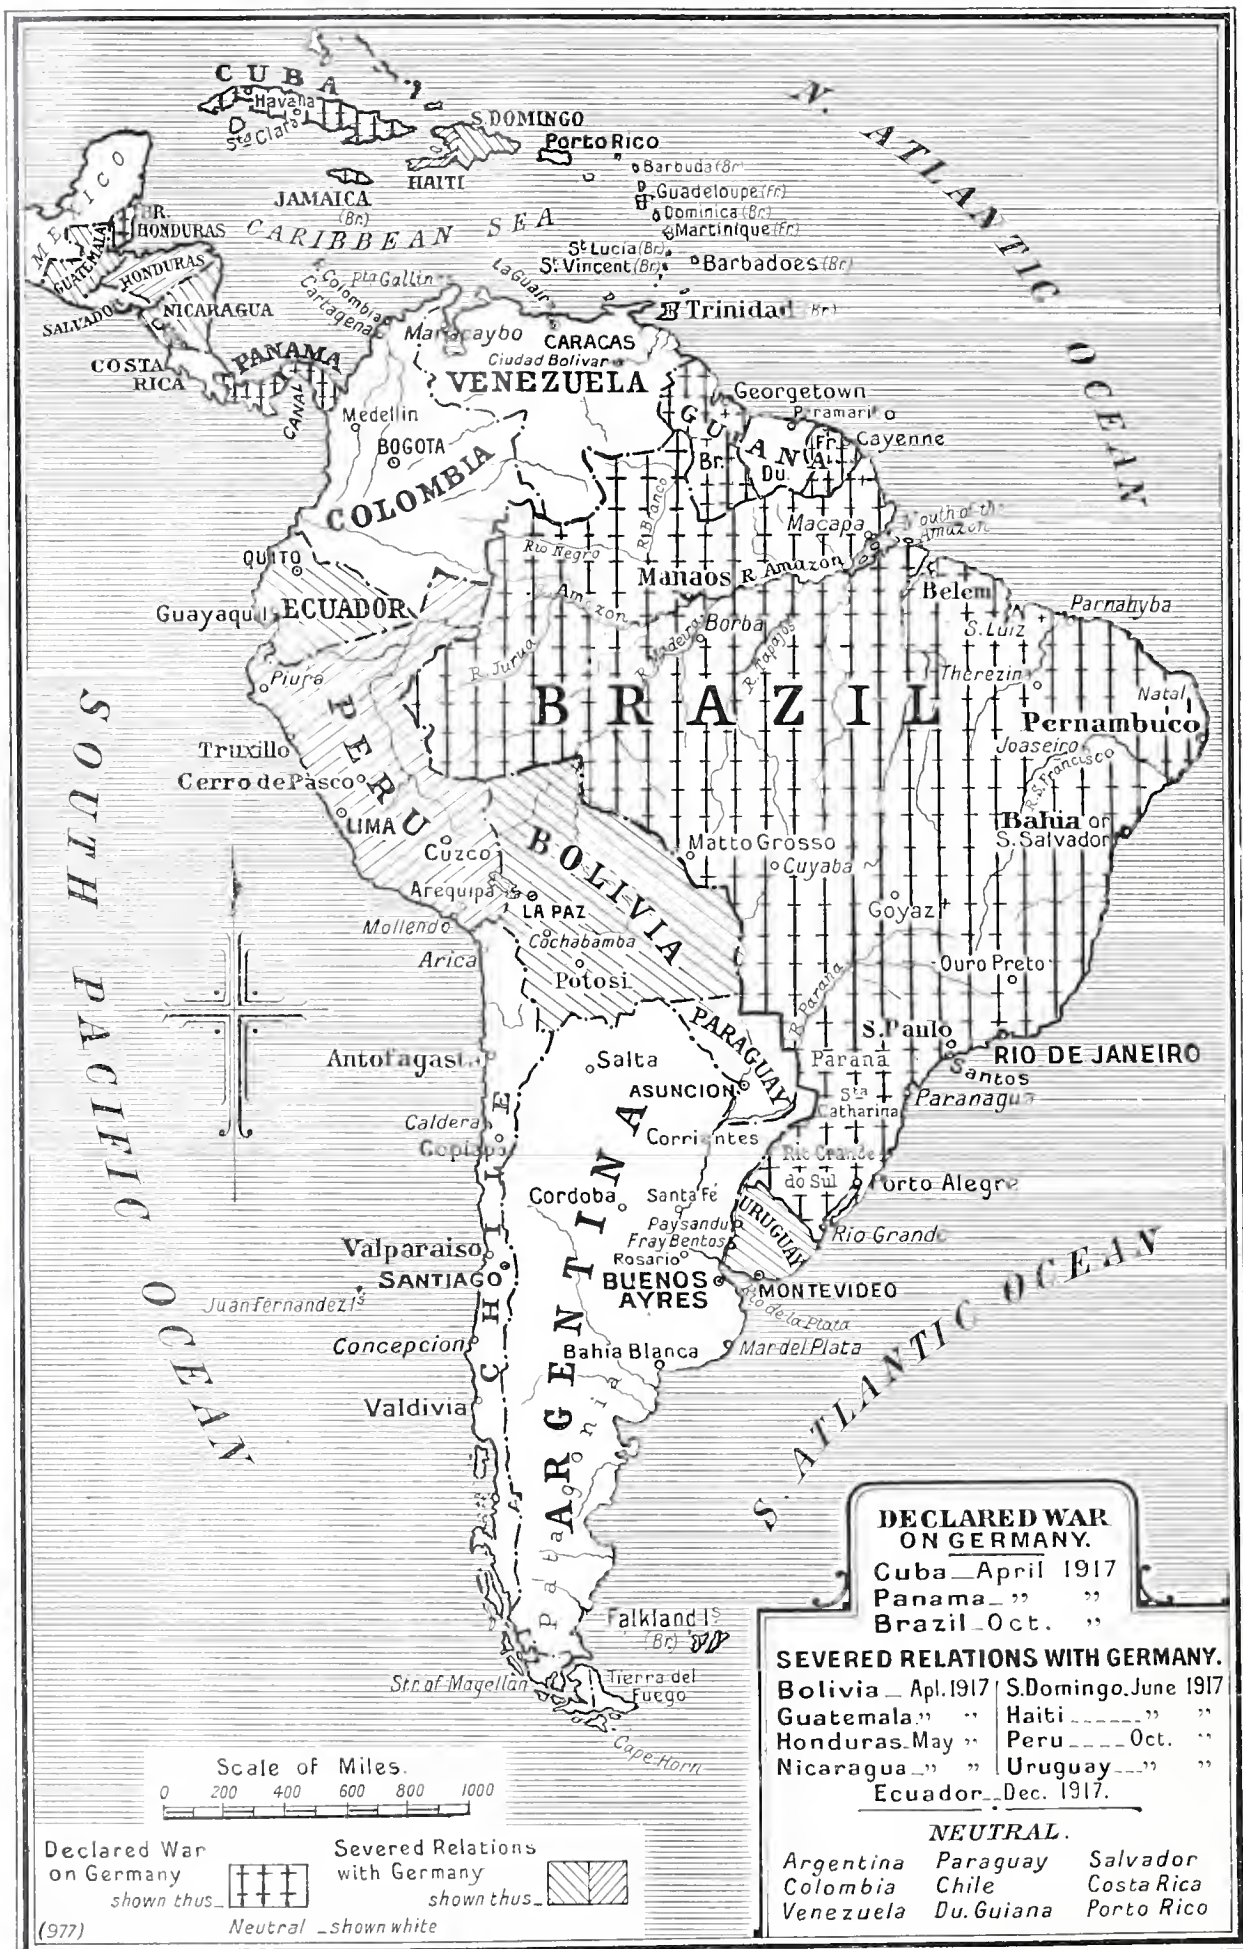 CUBA
Havana
Sta Clara
S.DOMINGO
Porto Rico
HAITI
JAMAICA
(Br.)
Barbuda (Br.)
Guadeloupe (Fr.)
Dominica (Br.)
Martinique (Fr.)
St Lucia (Br.)
St Vincent (Br.)
Barbadoes (Br.)
Trinidad (Br.)
N. ATLANTIC OCEAN
CARIBBEAN SEA
MEXICO
BR.
HONDURAS
GUATEMALA
HONDURAS
SALVADOR
NICARAGUA
COSTA
RICA
PANAMA
CANAL
Colombia
Cartagena
Pta Gallin
La Guair
Maracaybo
CARACAS
Ciudad Bolivar
VENEZUELA
Medellin
BOGOTA
COLOMBIA
GUIANA
Br.
Du.
Fr.
Georgetown
Paramari o
Cayenne
R. Branco
Macapa
Mouth of the
Amazon
Rio Negro
Manaos
R. Amazon
QUITO
ECUADOR
Guayaquil
Amazon
Belem
Parnahyba
S. Luiz
Borba
R. Madeira
R. Tapajos
R. Jurua
Piura
Therezin
Natal
BRAZIL
Pernambuco
PERU
Joaseiro
R. S. Francisco
Truxillo
Cerro de Pasco
LIMA
Cuzco
Bahia or
S. Salvador
BOLIVIA
Matto Grosso
Cuyaba
Arequipa
LA PAZ
Goyaz
Mollendo
Cochabamba
Arica
Potosi
Ouro Preto
R. Parana
PARAGUAY
S. Paulo
RIO DE JANEIRO
Parana
Santos
Antofagasta
Salta
ASUNCION
Sta
Catharina
Paranagua
Caldera
Copiapo
Corrientes
Rio Grande
do Sul
Porto Alegre
Cordoba
Santa Fé
URUGUAY
Paysandu
Fray Bentos
Rio Grande
Rosario
Valparaiso
SANTIAGO
BUENOS
AYRES
MONTEVIDEO
Rio de la Plata
Juan Fernandez Is
Concepcion
Mar del Plata
Bahia Blanca
Valdivia
CHILE
ARGENTINA
Patagonia
SOUTH PACIFIC OCEAN
S. ATLANTIC OCEAN
Falkland Is
(Br.)
Str. of Magellan
Tierra del
Fuego
Cape Horn
DECLARED WAR
ON GERMANY.
Cuba—April 1917
Panama— ” ”
Brazil—Oct. ”
SEVERED RELATIONS WITH GERMANY.
Bolivia — Apl. 1917 S.Domingo. June 1917
Guatemala ” ” Haiti ------ ” ”
Honduras-May ” Peru ---- Oct. ”
Nicaragua— ” ” Uruguay --- ” ”
Ecuador--Dec. 1917.
NEUTRAL.
Argentina Paraguay Salvador
Colombia Chile Costa Rica
Venezuela Du. Guiana Porto Rico
Scale of Miles.
0 200 400 600 800 1000
Declared War
on Germany
shown thus_
Severed Relations
with Germany
shown thus_
Neutral _ shown white
(977)